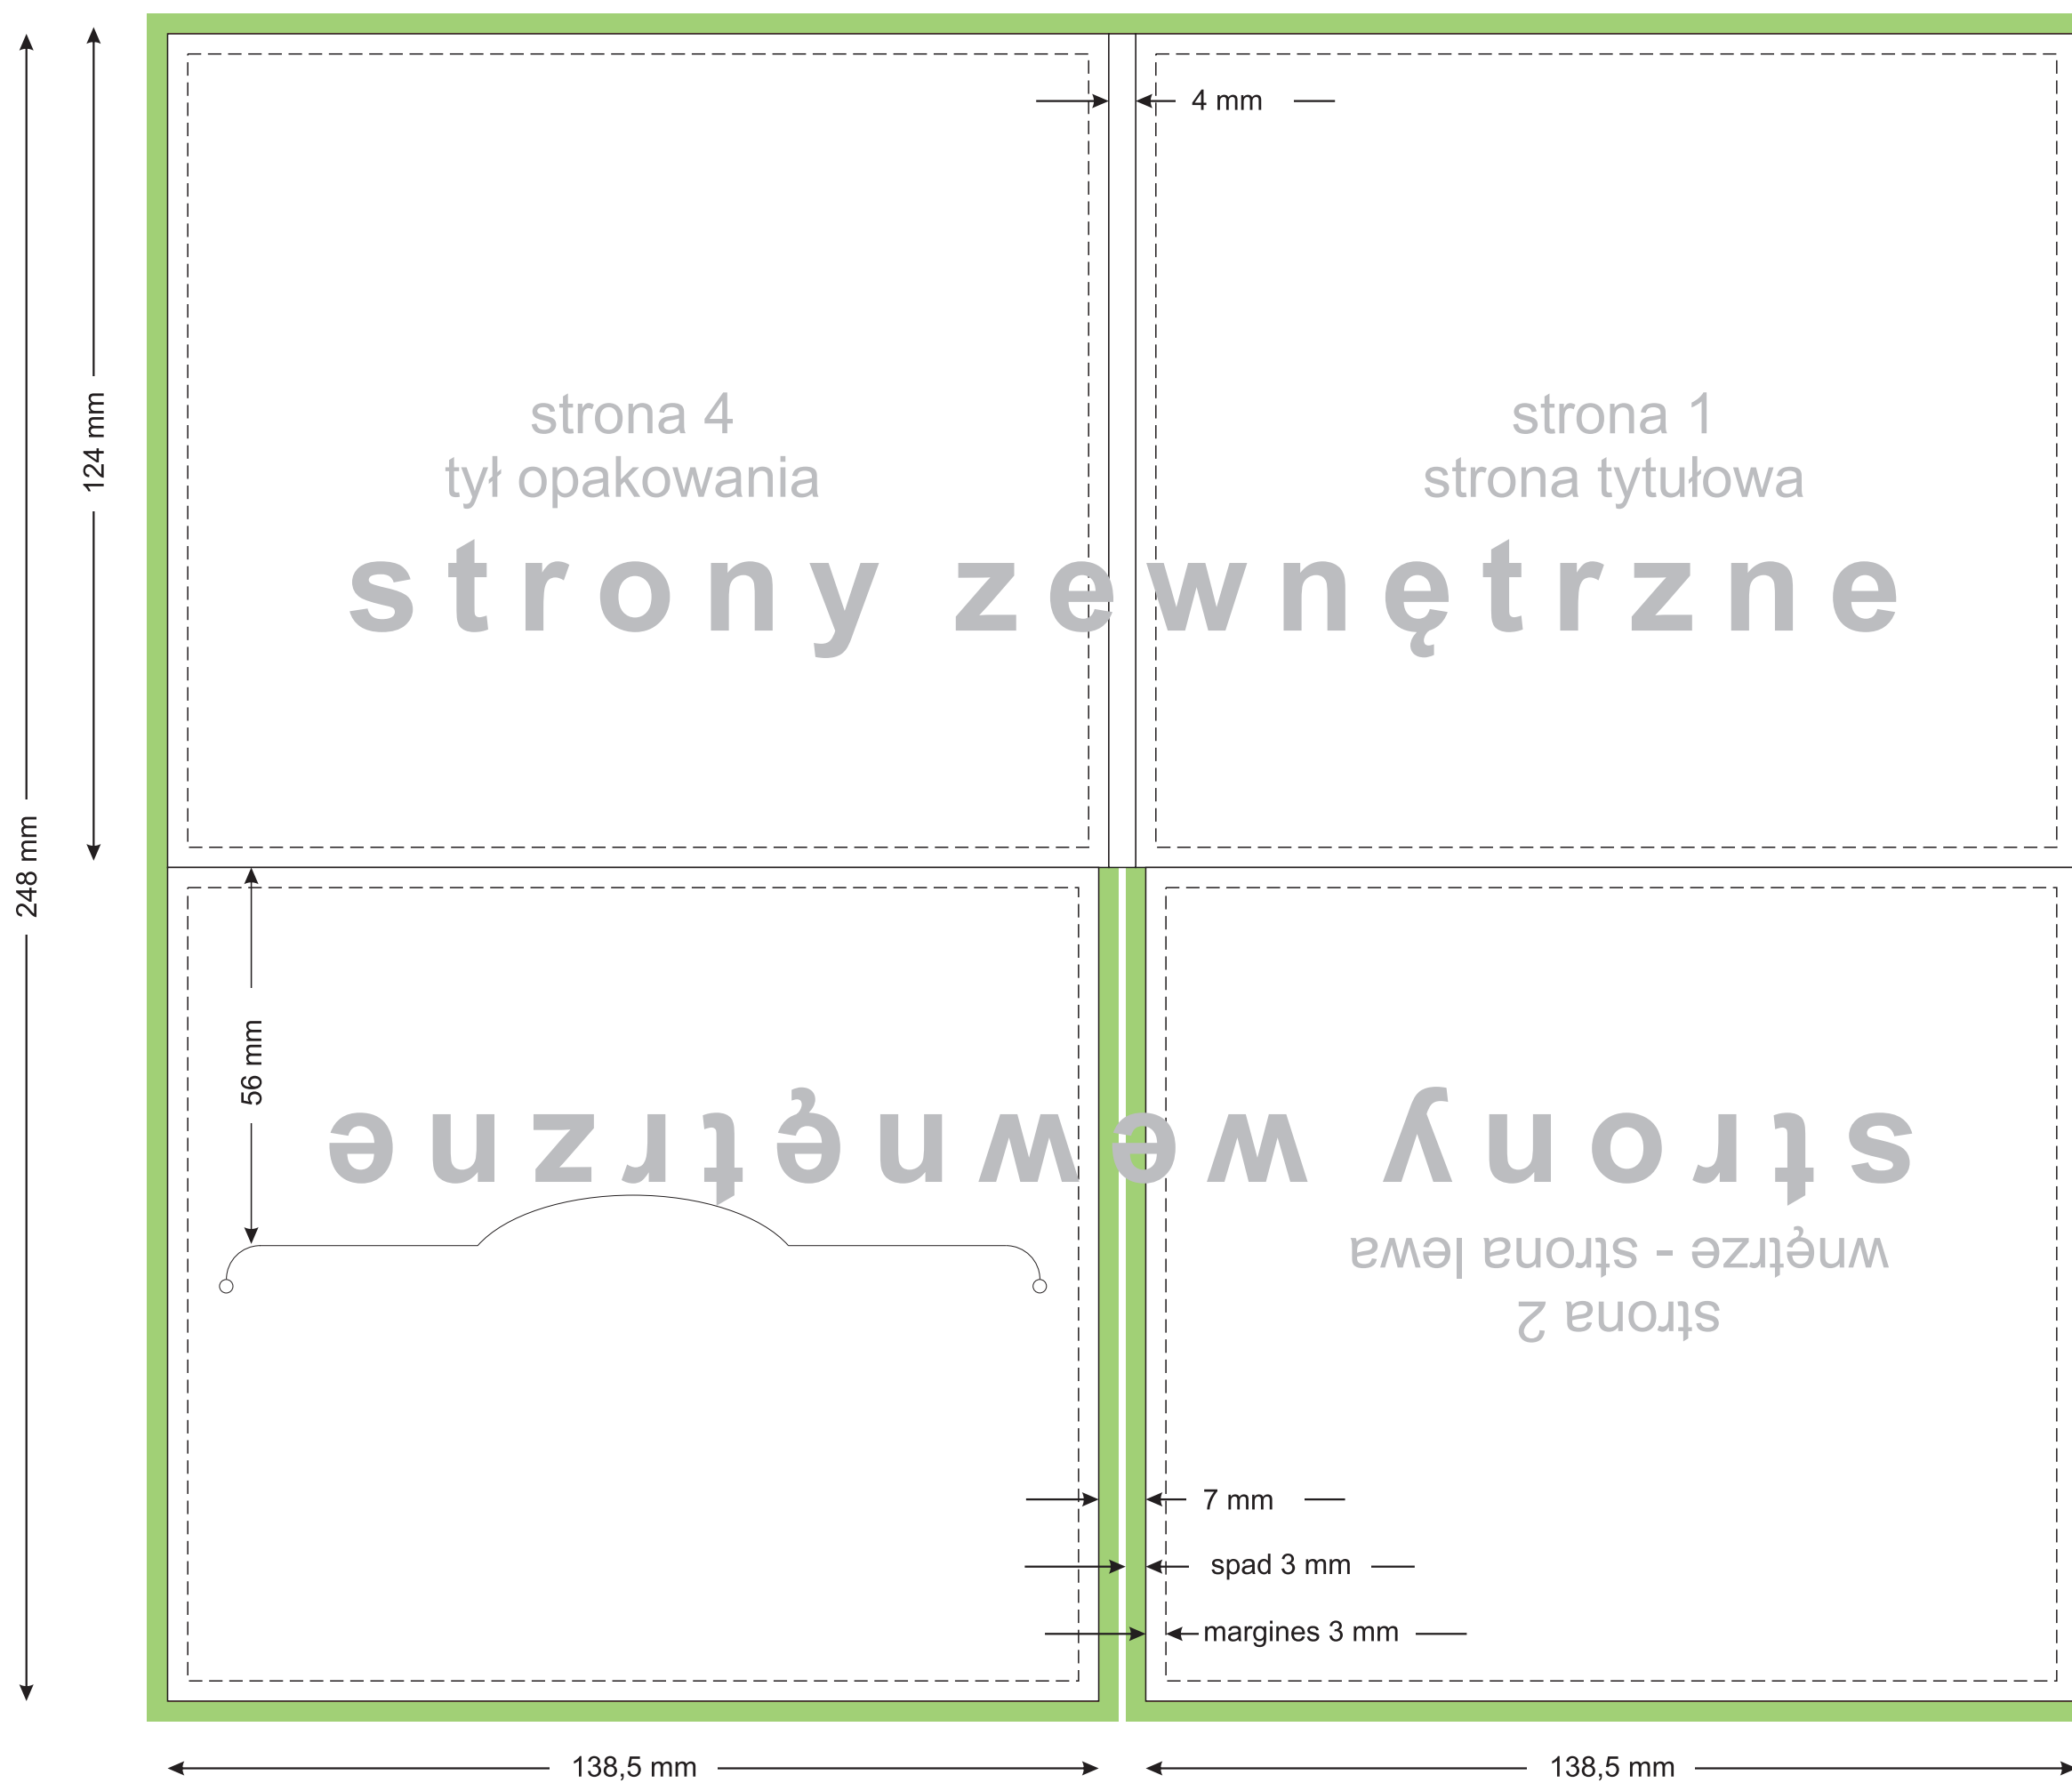 4 mm
124 mm
248 mm
strona 4
tył opakowania
strona 1
strona tytułowa
strony zewnętrzne
56 mm
strony wewnętrzne
wnętrze - strona lewa
strona 2
7 mm
spad 3 mm
margines 3 mm
138,5 mm
138,5 mm